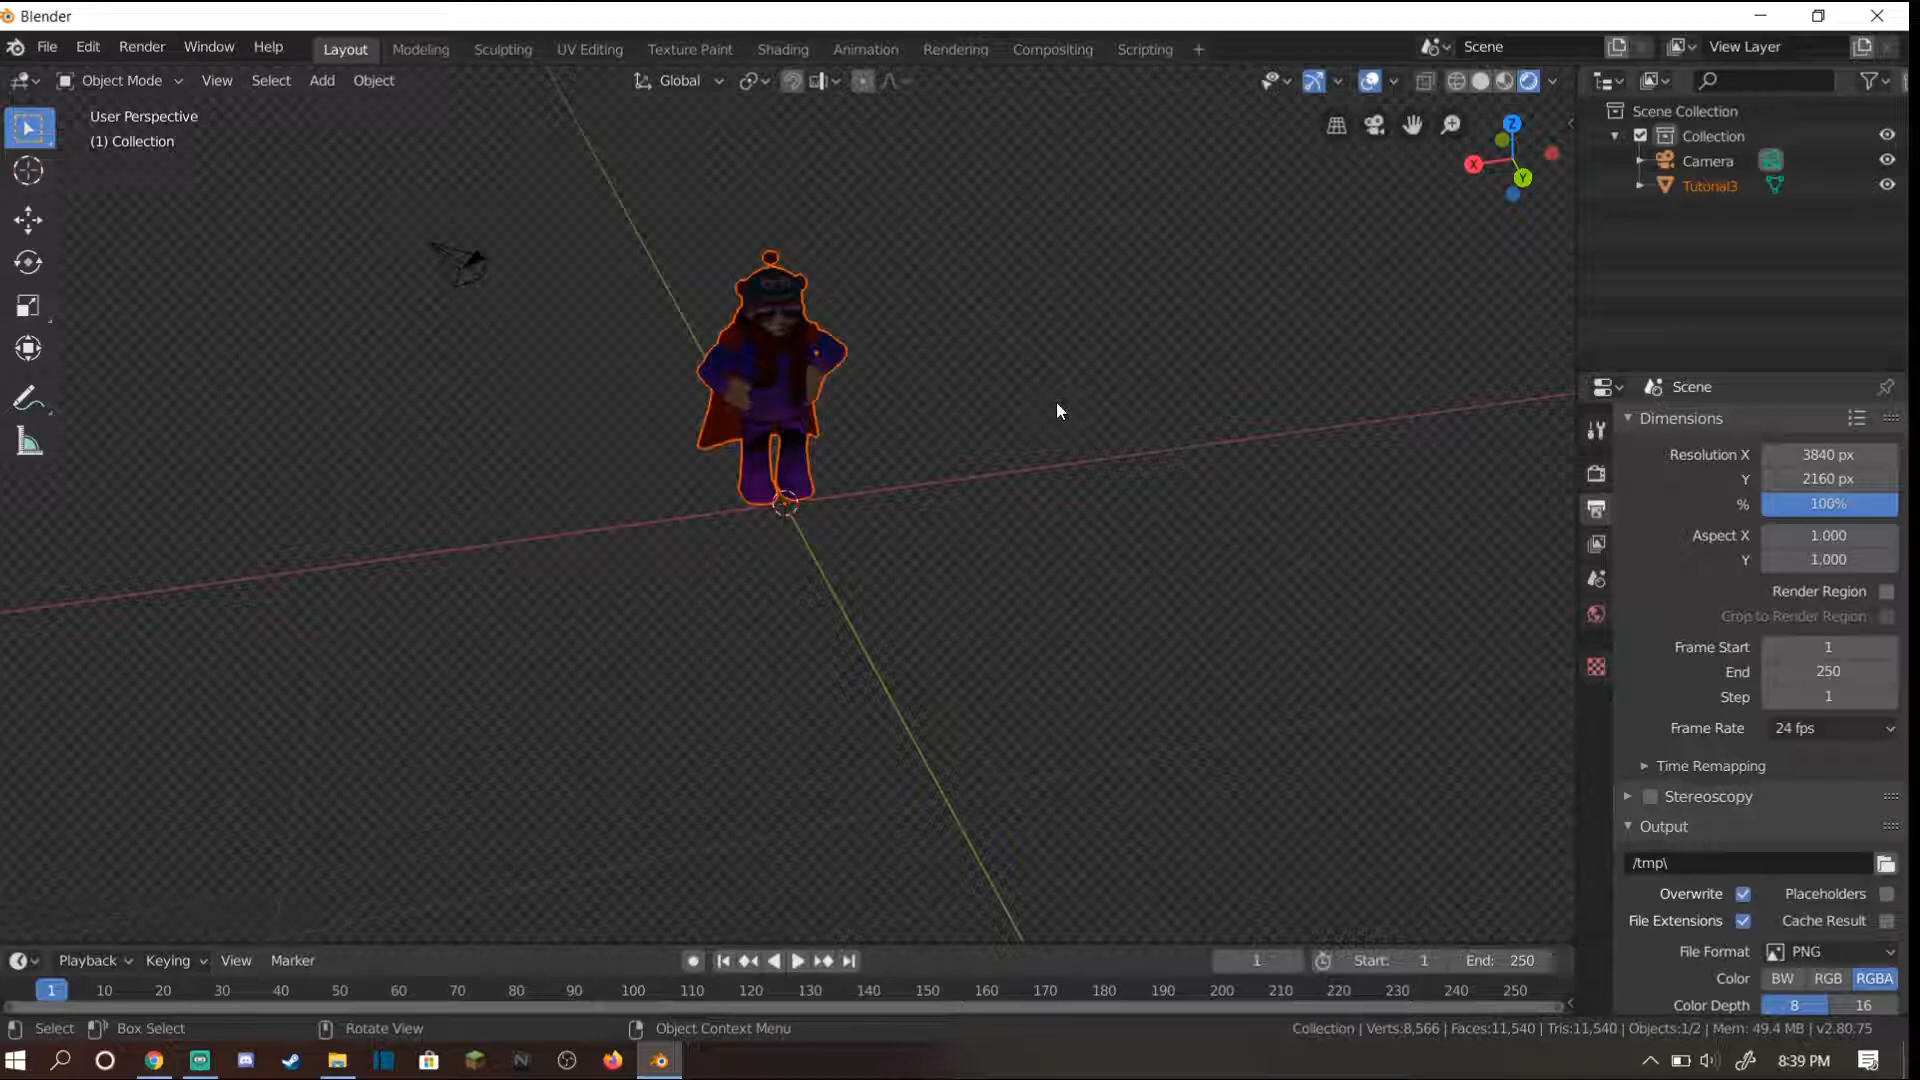 Blender
File Edit Render Window Help Layout Modeling Sculpting UV Editing Texture Paint Shading Animation Rendering Compositing Scripting + Scene View Layer
Object Mode View Select Add Object Global
User Perspective
(1) Collection
Z
X
Y
Scene Collection
Collection
Camera
Tutorial3
Scene
Dimensions
Resolution X 3840 px
Y 2160 px
% 100%
Aspect X 1.000
Y 1.000
Render Region
Crop to Render Region
Frame Start 1
End 250
Step 1
Frame Rate 24 fps
Time Remapping
Stereoscopy
Output
/tmp\
Overwrite Placeholders
File Extensions Cache Result
File Format PNG
Color BW RGB RGBA
Color Depth 8 16
Playback Keying View Marker 1 Start: 1 End: 250
1 10 20 30 40 50 60 70 80 90 100 110 120 130 140 150 160 170 180 190 200 210 220 230 240 250
Select Box Select Rotate View Object Context Menu Collection | Verts:8,566 | Faces:11,540 | Tris:11,540 | Objects:1/2 | Mem: 49.4 MB | v2.80.75
8:39 PM